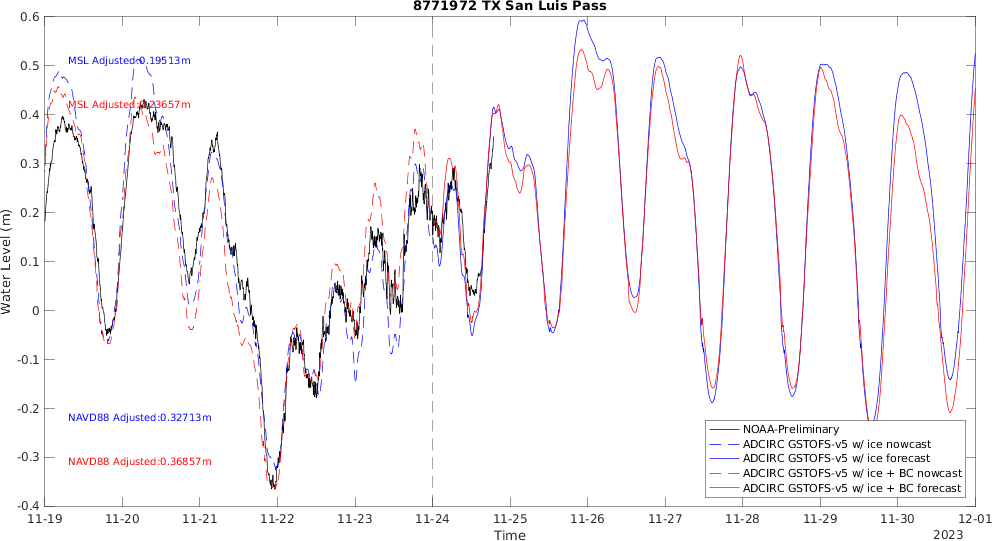 8771972 TX San Luis Pass
0.6
0.5
0.4
0.3
0.2
0.1
0
-0.1
-0.2
-0.3
-0.4
Water Level (m)
MSL Adjusted:0.19513m
MSL Adjusted:0.23657m
NAVD88 Adjusted:0.32713m
NAVD88 Adjusted:0.36857m
NOAA-Preliminary
ADCIRC GSTOFS-v5 w/ ice nowcast
ADCIRC GSTOFS-v5 w/ ice forecast
ADCIRC GSTOFS-v5 w/ ice + BC nowcast
ADCIRC GSTOFS-v5 w/ ice + BC forecast
11-19 11-20 11-21 11-22 11-23 11-24 11-25 11-26 11-27 11-28 11-29 11-30 12-01
Time
2023